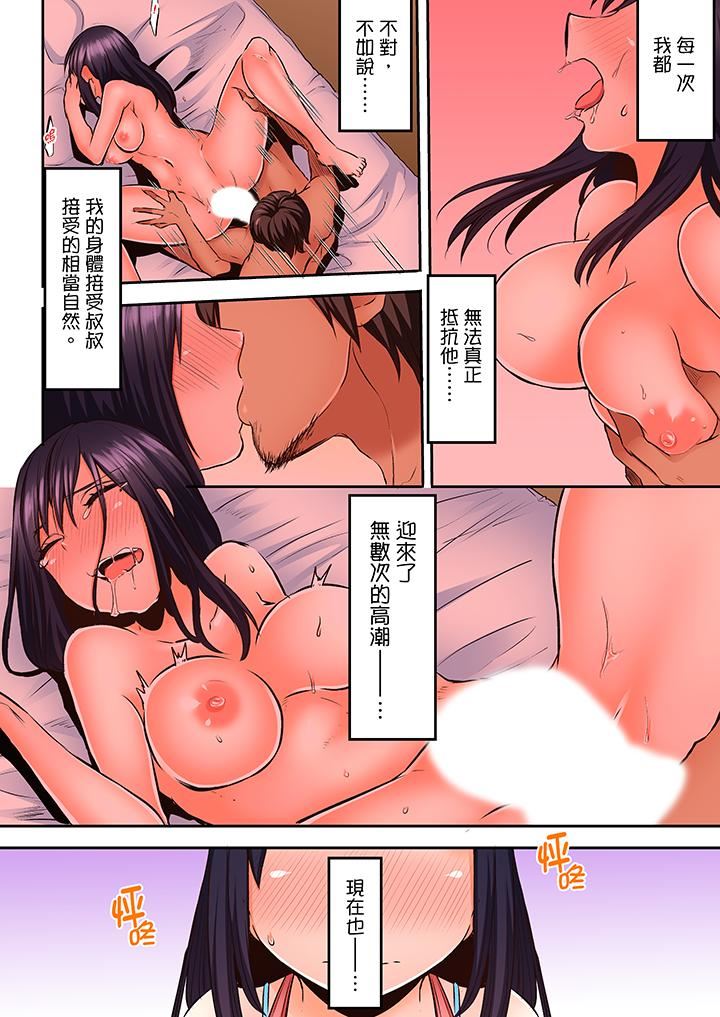 每一次
我都
無法真正
抵抗他……
不對，
不如說……
我的身體接受叔叔
接受的相當自然。
迎來了
無數次的高潮——…
怦咚
現在也——…
怦咚